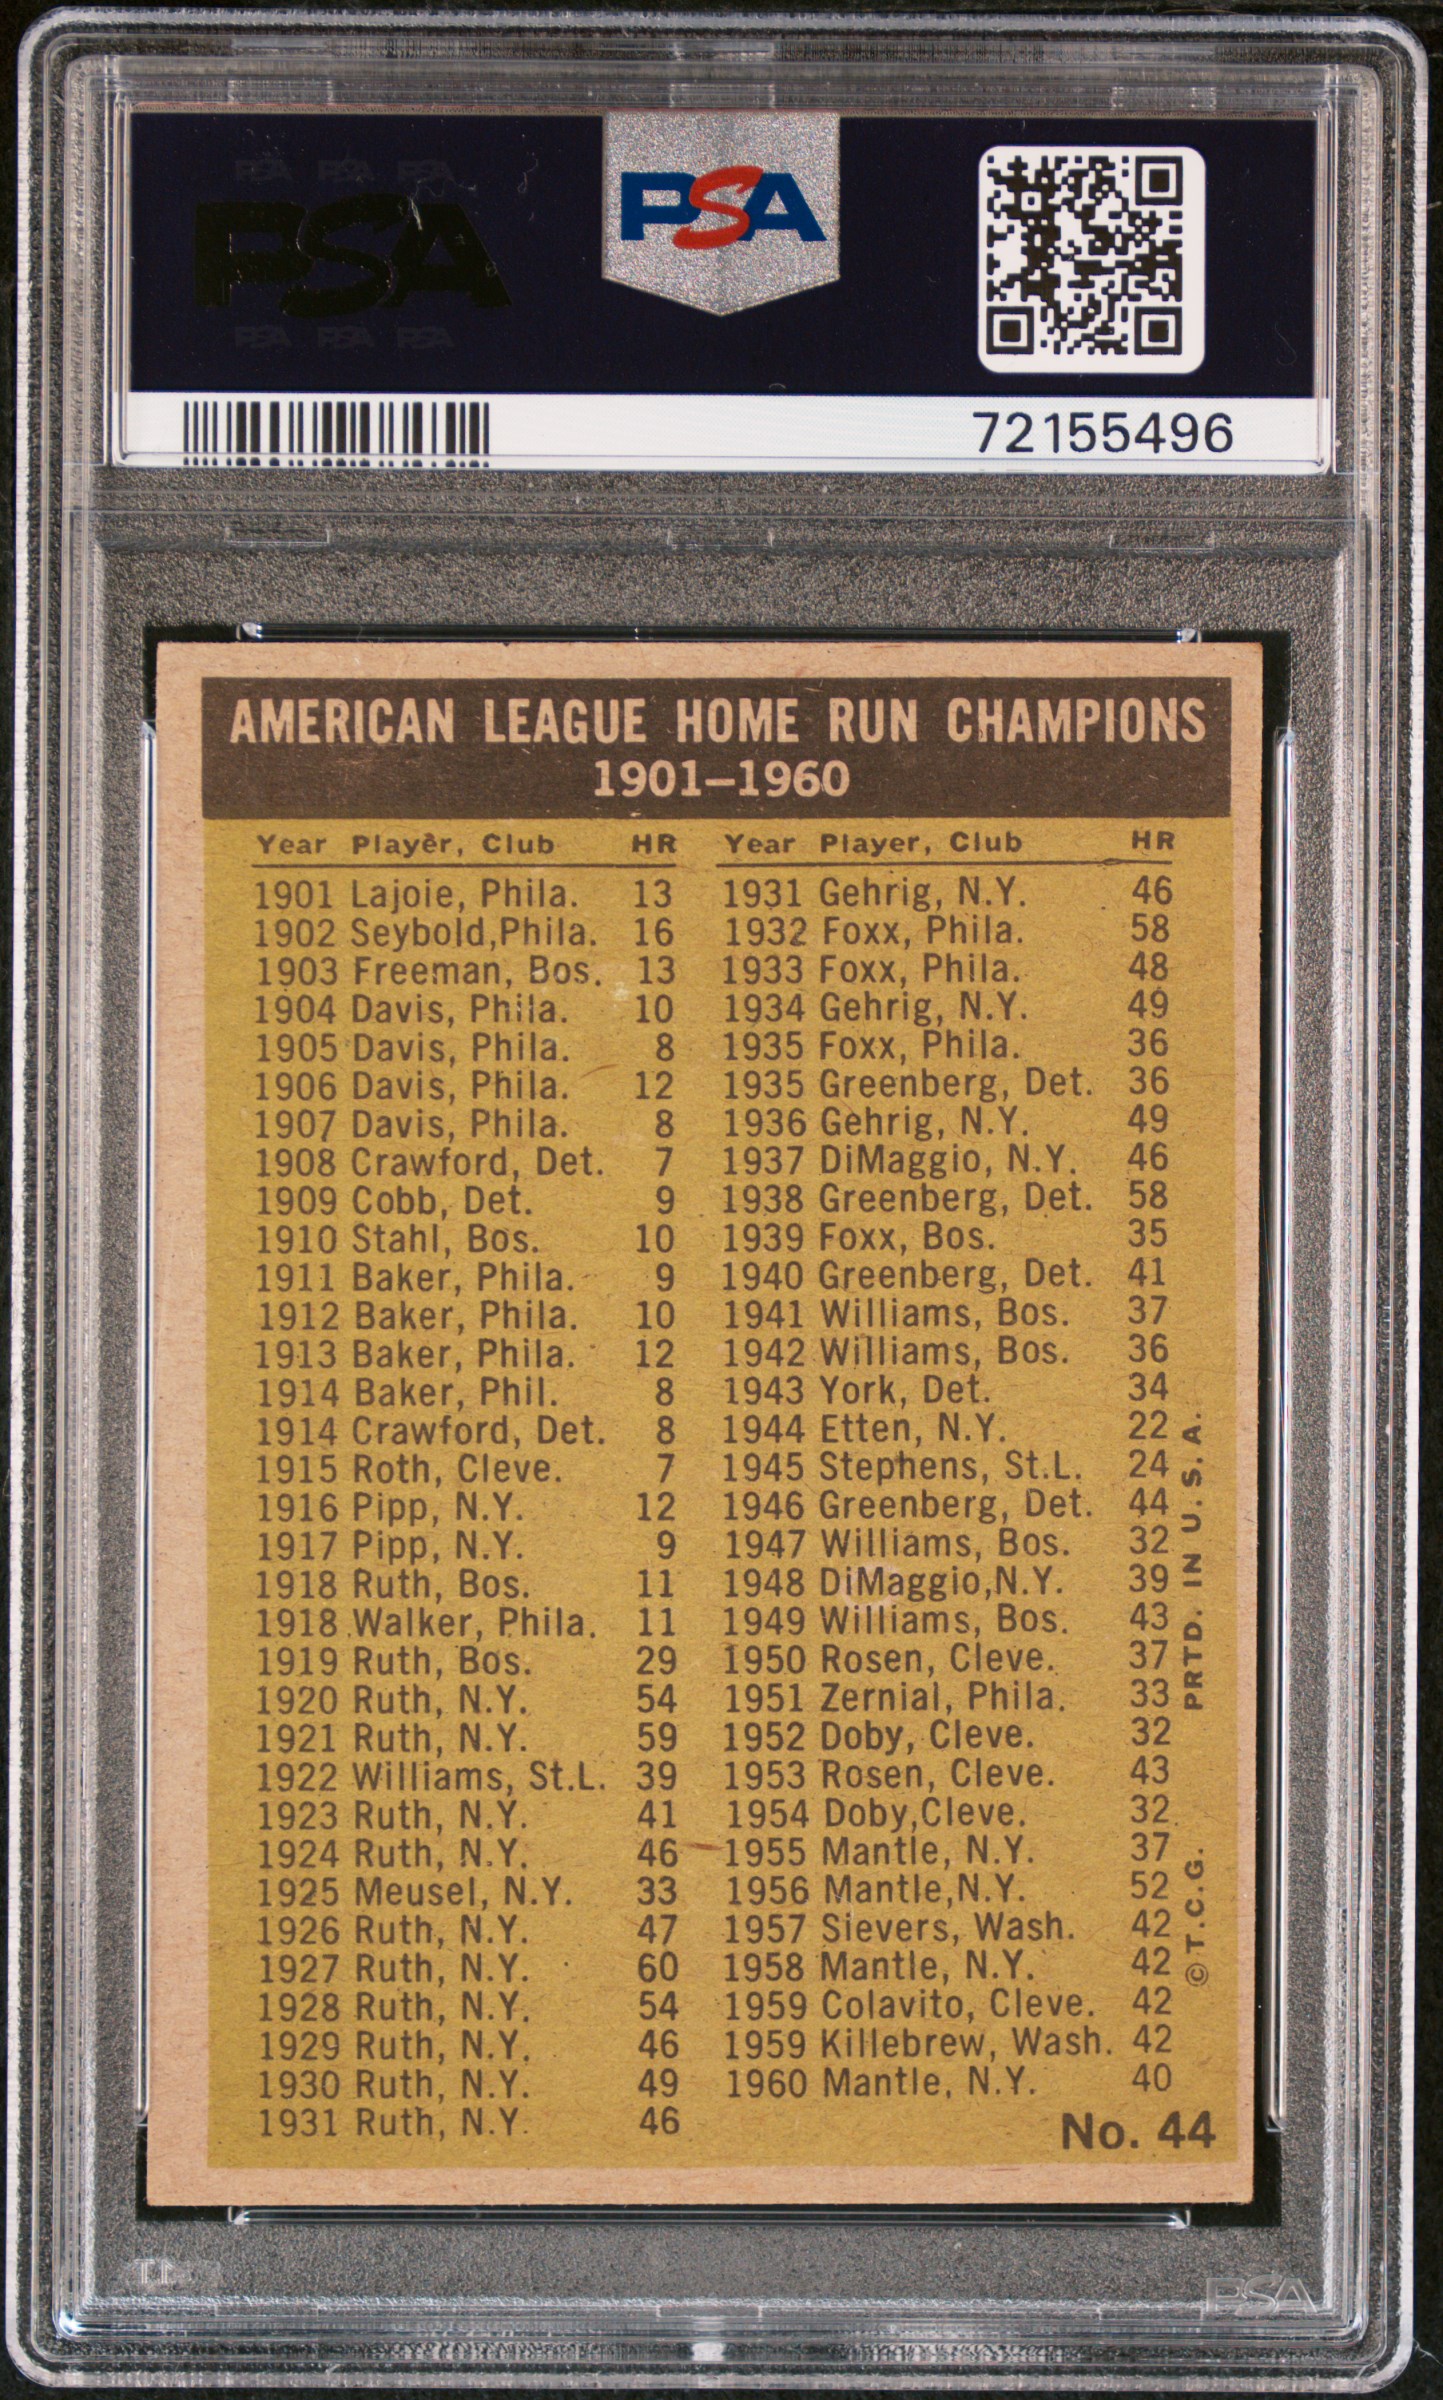 PSA PSA PSA
PSA
PSA PSA PSA
PSA
72155496
AMERICAN LEAGUE HOME RUN CHAMPIONS
1901–1960
Year Player, Club HR
1901 Lajoie, Phila. 13
1902 Seybold,Phila. 16
1903 Freeman, Bos. 13
1904 Davis, Phila. 10
1905 Davis, Phila. 8
1906 Davis, Phila. 12
1907 Davis, Phila. 8
1908 Crawford, Det. 7
1909 Cobb, Det. 9
1910 Stahl, Bos. 10
1911 Baker, Phila. 9
1912 Baker, Phila. 10
1913 Baker, Phila. 12
1914 Baker, Phil. 8
1914 Crawford, Det. 8
1915 Roth, Cleve. 7
1916 Pipp, N.Y. 12
1917 Pipp, N.Y. 9
1918 Ruth, Bos. 11
1918 Walker, Phila. 11
1919 Ruth, Bos. 29
1920 Ruth, N.Y. 54
1921 Ruth, N.Y. 59
1922 Williams, St.L. 39
1923 Ruth, N.Y. 41
1924 Ruth, N.Y. 46
1925 Meusel, N.Y. 33
1926 Ruth, N.Y. 47
1927 Ruth, N.Y. 60
1928 Ruth, N.Y. 54
1929 Ruth, N.Y. 46
1930 Ruth, N.Y. 49
1931 Ruth, N.Y. 46
Year Player, Club HR
1931 Gehrig, N.Y. 46
1932 Foxx, Phila. 58
1933 Foxx, Phila. 48
1934 Gehrig, N.Y. 49
1935 Foxx, Phila. 36
1935 Greenberg, Det. 36
1936 Gehrig, N.Y. 49
1937 DiMaggio, N.Y. 46
1938 Greenberg, Det. 58
1939 Foxx, Bos. 35
1940 Greenberg, Det. 41
1941 Williams, Bos. 37
1942 Williams, Bos. 36
1943 York, Det. 34
1944 Etten, N.Y. 22
1945 Stephens, St.L. 24
1946 Greenberg, Det. 44
1947 Williams, Bos. 32
1948 DiMaggio,N.Y. 39
1949 Williams, Bos. 43
1950 Rosen, Cleve. 37
1951 Zernial, Phila. 33
1952 Doby, Cleve. 32
1953 Rosen, Cleve. 43
1954 Doby,Cleve. 32
1955 Mantle, N.Y. 37
1956 Mantle,N.Y. 52
1957 Sievers, Wash. 42
1958 Mantle, N.Y. 42
1959 Colavito, Cleve. 42
1959 Killebrew, Wash. 42
1960 Mantle, N.Y. 40
No. 44
© T.C.G. PRTD. IN U.S.A.
PSA